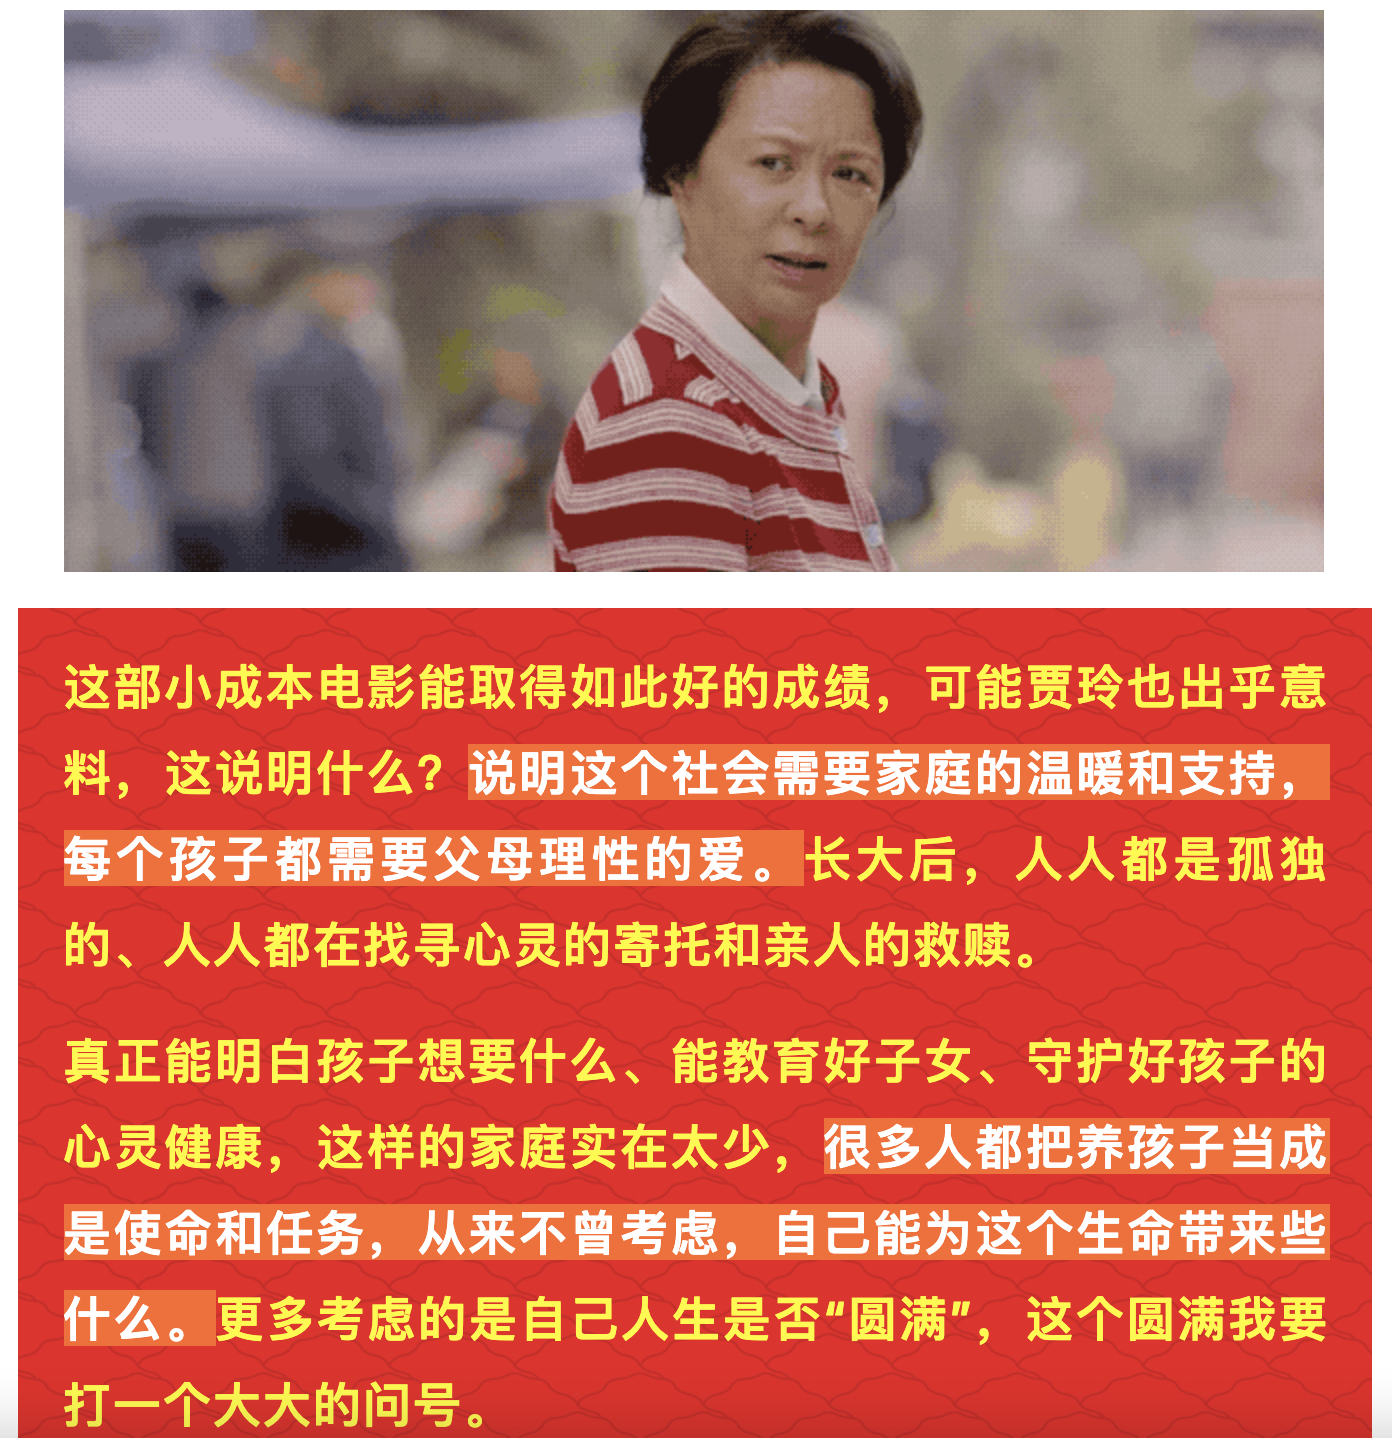 这部小成本电影能取得如此好的成绩，可能贾玲也出乎意
料，这说明什么？说明这个社会需要家庭的温暖和支持，
每个孩子都需要父母理性的爱。长大后，人人都是孤独
的、人人都在找寻心灵的寄托和亲人的救赎。
真正能明白孩子想要什么、能教育好子女、守护好孩子的
心灵健康，这样的家庭实在太少，很多人都把养孩子当成
是使命和任务，从来不曾考虑，自己能为这个生命带来些
什么。更多考虑的是自己人生是否“圆满”，这个圆满我要
打一个大大的问号。